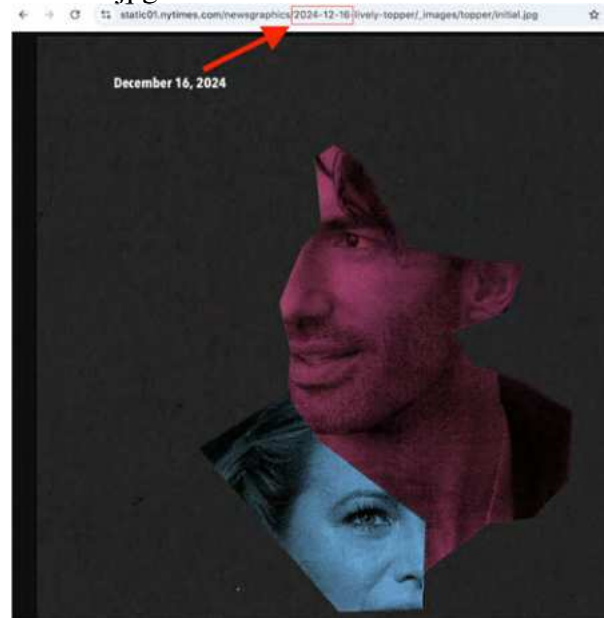 jpg
static01.nytimes.com/newsgraphics/2024-12-16-lively-topper/_images/topper/initial.jpg
December 16, 2024